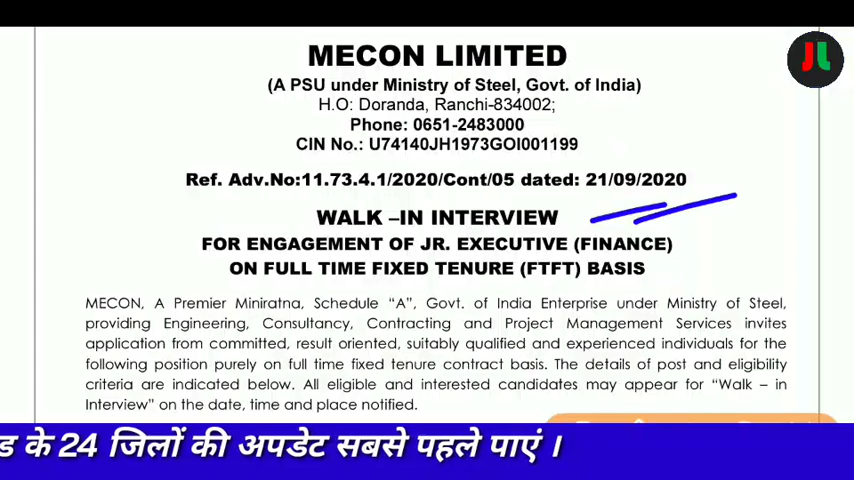 MECON LIMITED
JL
(A PSU under Ministry of Steel, Govt. of India)
H.O: Doranda, Ranchi-834002;
Phone: 0651-2483000
CIN No.: U74140JH1973GOI001199
Ref. Adv.No:11.73.4.1/2020/Cont/05 dated: 21/09/2020
WALK –IN INTERVIEW
FOR ENGAGEMENT OF JR. EXECUTIVE (FINANCE)
ON FULL TIME FIXED TENURE (FTFT) BASIS
MECON, A Premier Miniratna, Schedule “A”, Govt. of India Enterprise under Ministry of Steel,
providing Engineering, Consultancy, Contracting and Project Management Services invites
application from committed, result oriented, suitably qualified and experienced individuals for the
following position purely on full time fixed tenure contract basis. The details of post and eligibility
criteria are indicated below. All eligible and interested candidates may appear for “Walk – in
Interview” on the date, time and place notified.
के 24 जिलों की अपडेट सबसे पहले पाएं ।